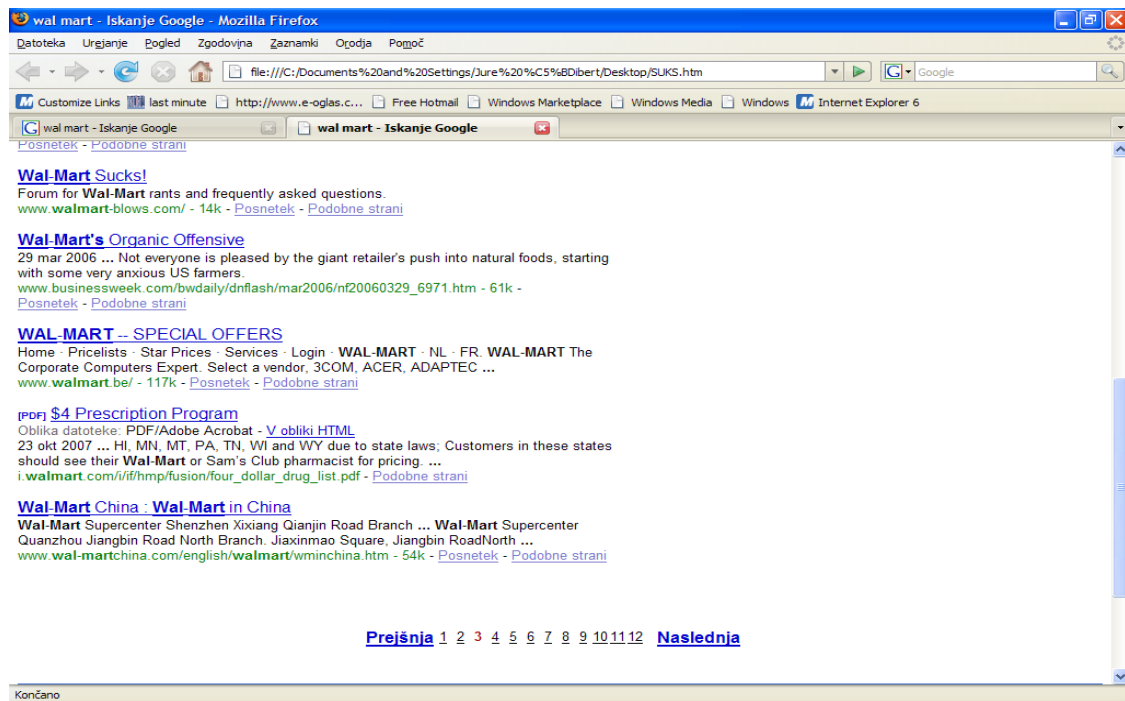 wal mart - Iskanje Google - Mozilla Firefox
Datoteka Urejanje Pogled Zgodovina Zaznamki Orodja Pomoč
file:///C:/Documents%20and%20Settings/Jure%20%C5%BDibert/Desktop/SUKS.htm Google
Customize Links last minute http://www.e-oglas.c... Free Hotmail Windows Marketplace Windows Media Windows Internet Explorer 6
wal mart - Iskanje Google wal mart - Iskanje Google
Posnetek - Podobne strani
Wal-Mart Sucks!
Forum for Wal-Mart rants and frequently asked questions.
www.walmart-blows.com/ - 14k - Posnetek - Podobne strani
Wal-Mart's Organic Offensive
29 mar 2006 ... Not everyone is pleased by the giant retailer's push into natural foods, starting
with some very anxious US farmers.
www.businessweek.com/bwdaily/dnflash/mar2006/nf20060329_6971.htm - 61k -
Posnetek - Podobne strani
WAL-MART -- SPECIAL OFFERS
Home · Pricelists · Star Prices · Services · Login · WAL-MART · NL · FR. WAL-MART The
Corporate Computers Expert. Select a vendor, 3COM, ACER, ADAPTEC ...
www.walmart.be/ - 117k - Posnetek - Podobne strani
[PDF] $4 Prescription Program
Oblika datoteke: PDF/Adobe Acrobat - V obliki HTML
23 okt 2007 ... HI, MN, MT, PA, TN, WI and WY due to state laws; Customers in these states
should see their Wal-Mart or Sam's Club pharmacist for pricing. ...
i.walmart.com/i/if/hmp/fusion/four_dollar_drug_list.pdf - Podobne strani
Wal-Mart China : Wal-Mart in China
Wal-Mart Supercenter Shenzhen Xixiang Qianjin Road Branch ... Wal-Mart Supercenter
Quanzhou Jiangbin Road North Branch. Jiaxinmao Square, Jiangbin RoadNorth ...
www.wal-martchina.com/english/walmart/wminchina.htm - 54k - Posnetek - Podobne strani
Prejšnja 1 2 3 4 5 6 7 8 9 10 11 12 Naslednja
Končano